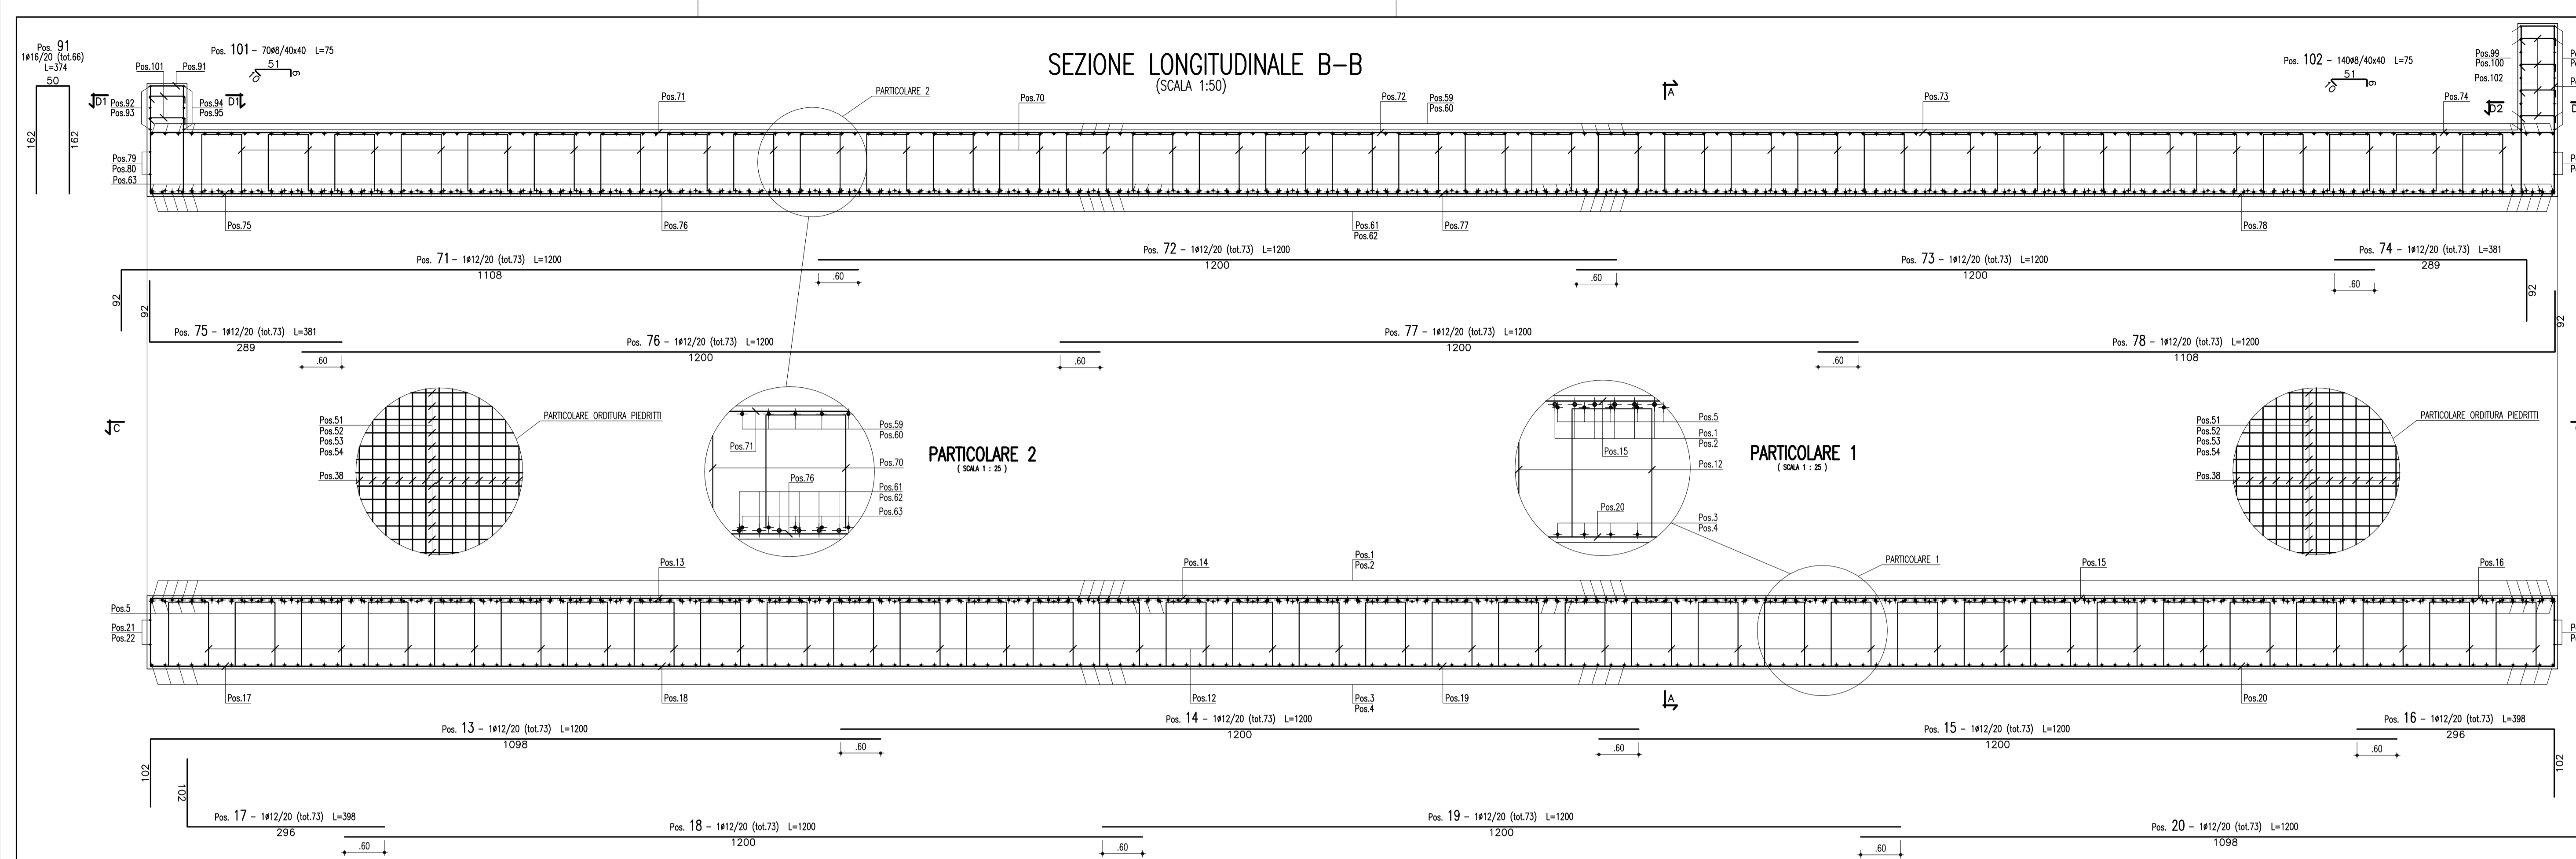 SEZIONE LONGITUDINALE B-B
(SCALA 1:50)
Pos. 91
1ø16/20 (tot.66)
L=374
50
162
162
Pos. 101 - 70ø8/40x40 L=75
51
10
9
Pos.101
Pos.91
D1
D1
Pos.92
Pos.93
Pos.94
Pos.95
Pos.79
Pos.80
Pos.63
Pos.71
PARTICOLARE 2
Pos.70
Pos.72
Pos.59
Pos.60
A
Pos.73
Pos. 102 - 140ø8/40x40 L=75
51
10
9
Pos.74
Pos.99
Pos.100
Pos.102
D2
Pos.75
Pos.76
Pos.61
Pos.62
Pos.77
Pos.78
Pos. 71 - 1ø12/20 (tot.73) L=1200
1108
92
.60
Pos. 72 - 1ø12/20 (tot.73) L=1200
1200
.60
Pos. 73 - 1ø12/20 (tot.73) L=1200
1200
.60
Pos. 74 - 1ø12/20 (tot.73) L=381
289
92
92
Pos. 75 - 1ø12/20 (tot.73) L=381
289
.60
Pos. 76 - 1ø12/20 (tot.73) L=1200
1200
.60
Pos. 77 - 1ø12/20 (tot.73) L=1200
1200
.60
Pos. 78 - 1ø12/20 (tot.73) L=1200
1108
92
C
Pos.51
Pos.52
Pos.53
Pos.54
Pos.38
PARTICOLARE ORDITURA PIEDRITTI
Pos.71
Pos.59
Pos.60
Pos.70
Pos.76
Pos.61
Pos.62
Pos.63
PARTICOLARE 2
( SCALA 1 : 25 )
Pos.5
Pos.1
Pos.2
Pos.15
Pos.12
Pos.20
Pos.3
Pos.4
PARTICOLARE 1
( SCALA 1 : 25 )
Pos.51
Pos.52
Pos.53
Pos.54
Pos.38
PARTICOLARE ORDITURA PIEDRITTI
Pos.13
Pos.14
Pos.1
Pos.2
PARTICOLARE 1
Pos.15
Pos.16
Pos.5
Pos.21
Pos.22
Pos.17
Pos.18
Pos.12
Pos.3
Pos.4
Pos.19
A
Pos.20
Pos. 13 - 1ø12/20 (tot.73) L=1200
1098
102
.60
Pos. 14 - 1ø12/20 (tot.73) L=1200
1200
.60
Pos. 15 - 1ø12/20 (tot.73) L=1200
1200
.60
Pos. 16 - 1ø12/20 (tot.73) L=398
296
102
102
Pos. 17 - 1ø12/20 (tot.73) L=398
296
.60
Pos. 18 - 1ø12/20 (tot.73) L=1200
1200
.60
Pos. 19 - 1ø12/20 (tot.73) L=1200
1200
.60
Pos. 20 - 1ø12/20 (tot.73) L=1200
1098